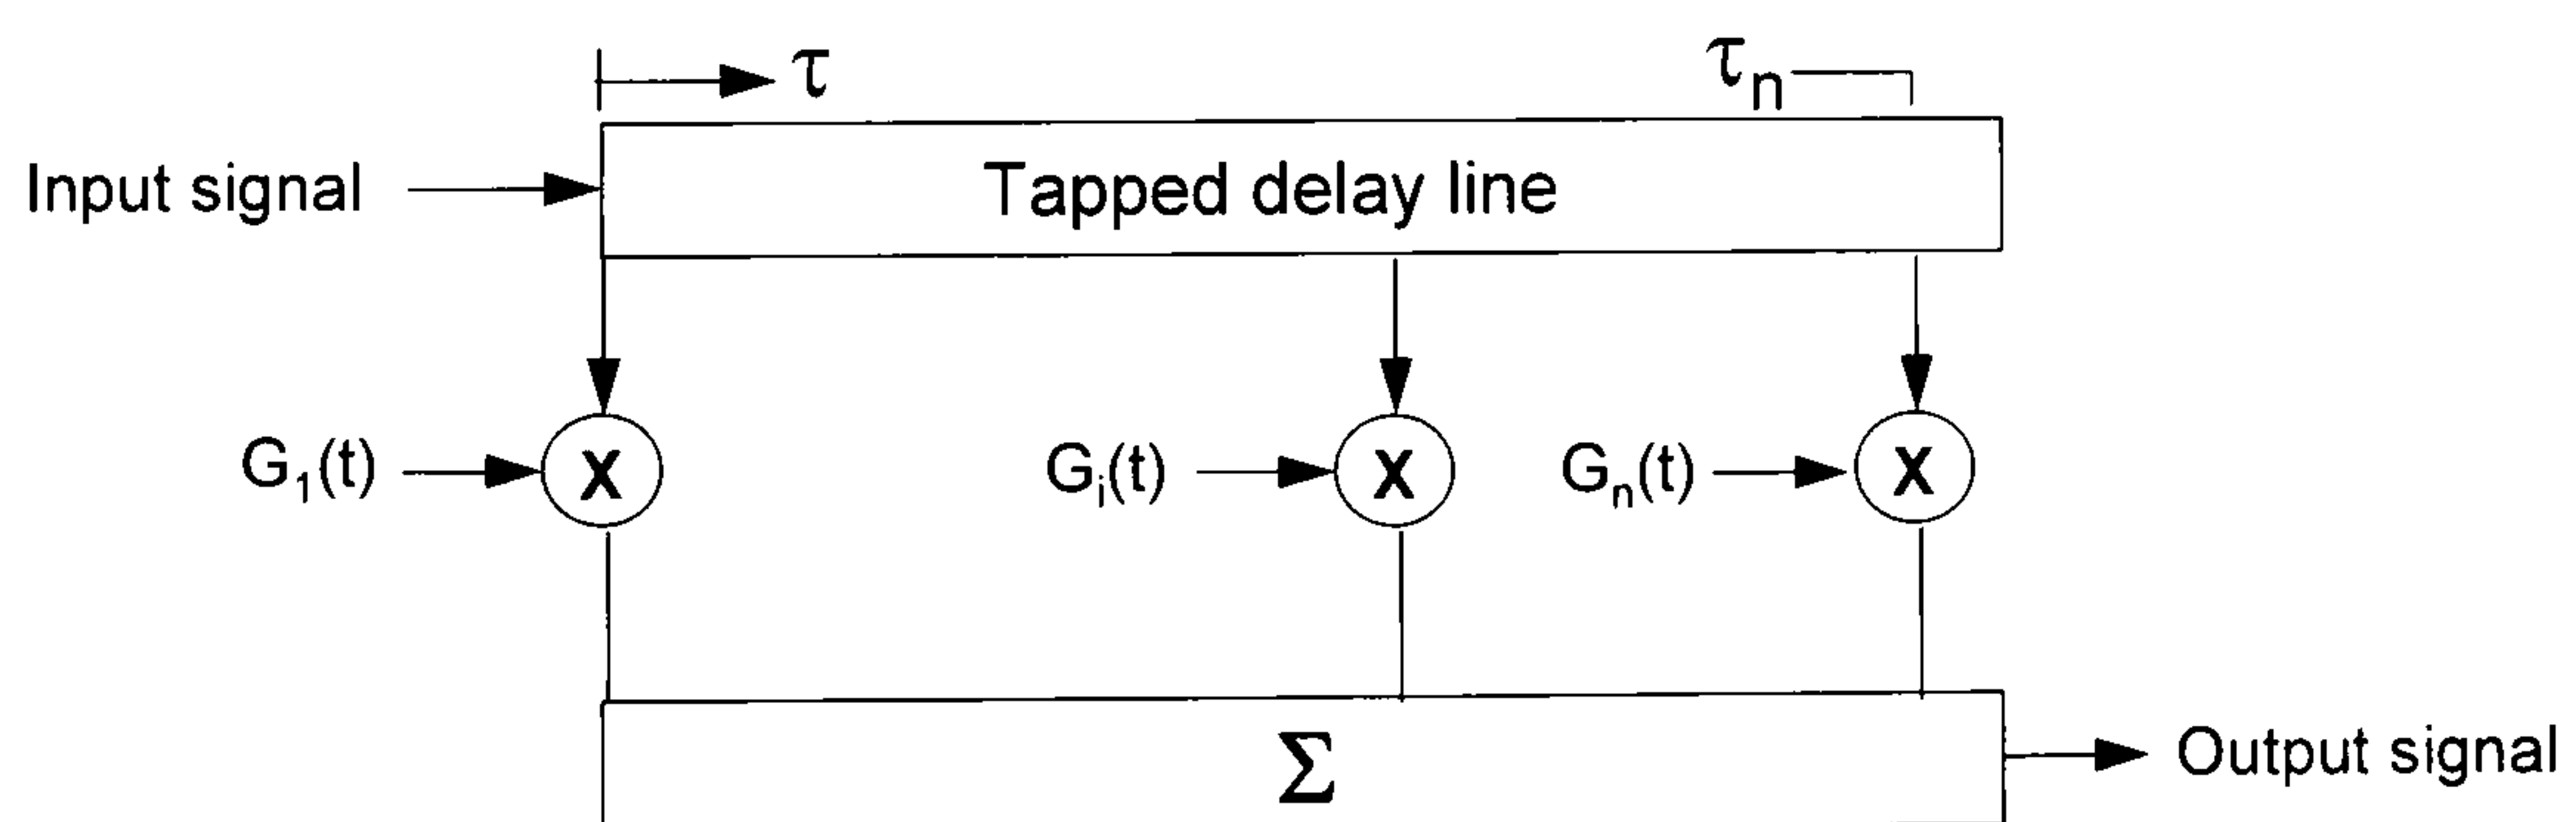 τ
τn
Input signal
Tapped delay line
G1(t)
X
Gi(t)
X
Gn(t)
X
Σ
Output signal